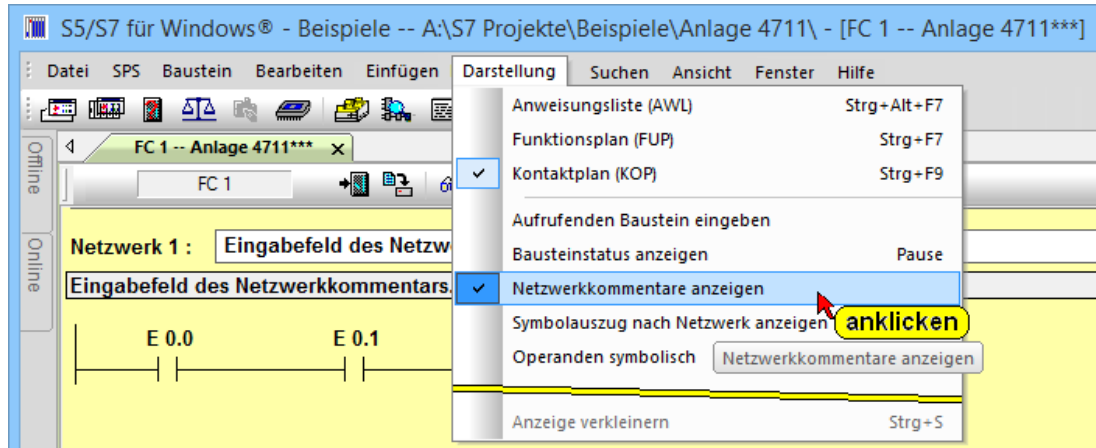 S5/S7 für Windows® - Beispiele -- A:\S7 Projekte\Beispiele\Anlage 4711\ - [FC 1 -- Anlage 4711***]
Datei SPS Baustein Bearbeiten Einfügen Darstellung Suchen Ansicht Fenster Hilfe
Anweisungsliste (AWL) Strg+Alt+F7
Funktionsplan (FUP) Strg+F7
Kontaktplan (KOP) Strg+F9
Aufrufenden Baustein eingeben
Bausteinstatus anzeigen Pause
Netzwerkkommentare anzeigen
Symbolauszug nach Netzwerk anzeigen
anklicken
Operanden symbolisch
Netzwerkkommentare anzeigen
Anzeige verkleinern Strg+S
Offline
Online
FC 1 -- Anlage 4711*** x
FC 1
Netzwerk 1 : Eingabefeld des Netzw
Eingabefeld des Netzwerkkommentars.
E 0.0 E 0.1